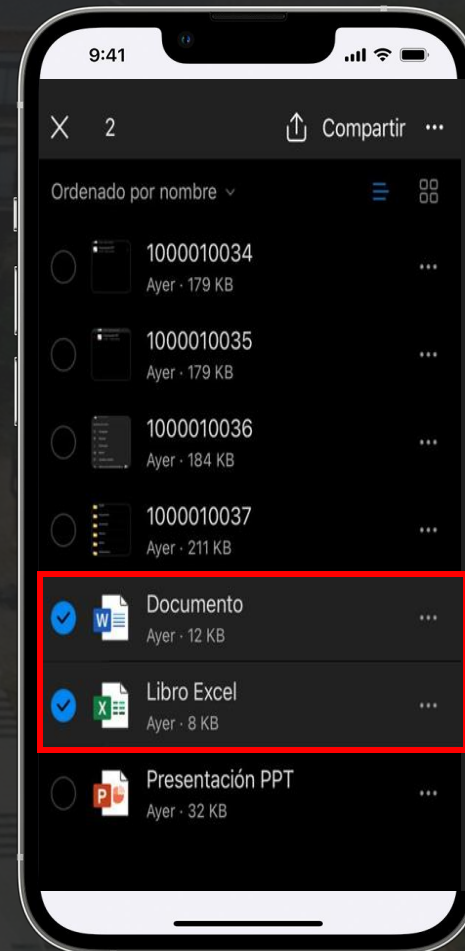 9:41
2 Compartir
Ordenado por nombre
1000010034
Ayer · 179 KB
1000010035
Ayer · 179 KB
1000010036
Ayer · 184 KB
1000010037
Ayer · 211 KB
Documento
Ayer · 12 KB
Libro Excel
Ayer · 8 KB
Presentación PPT
Ayer · 32 KB